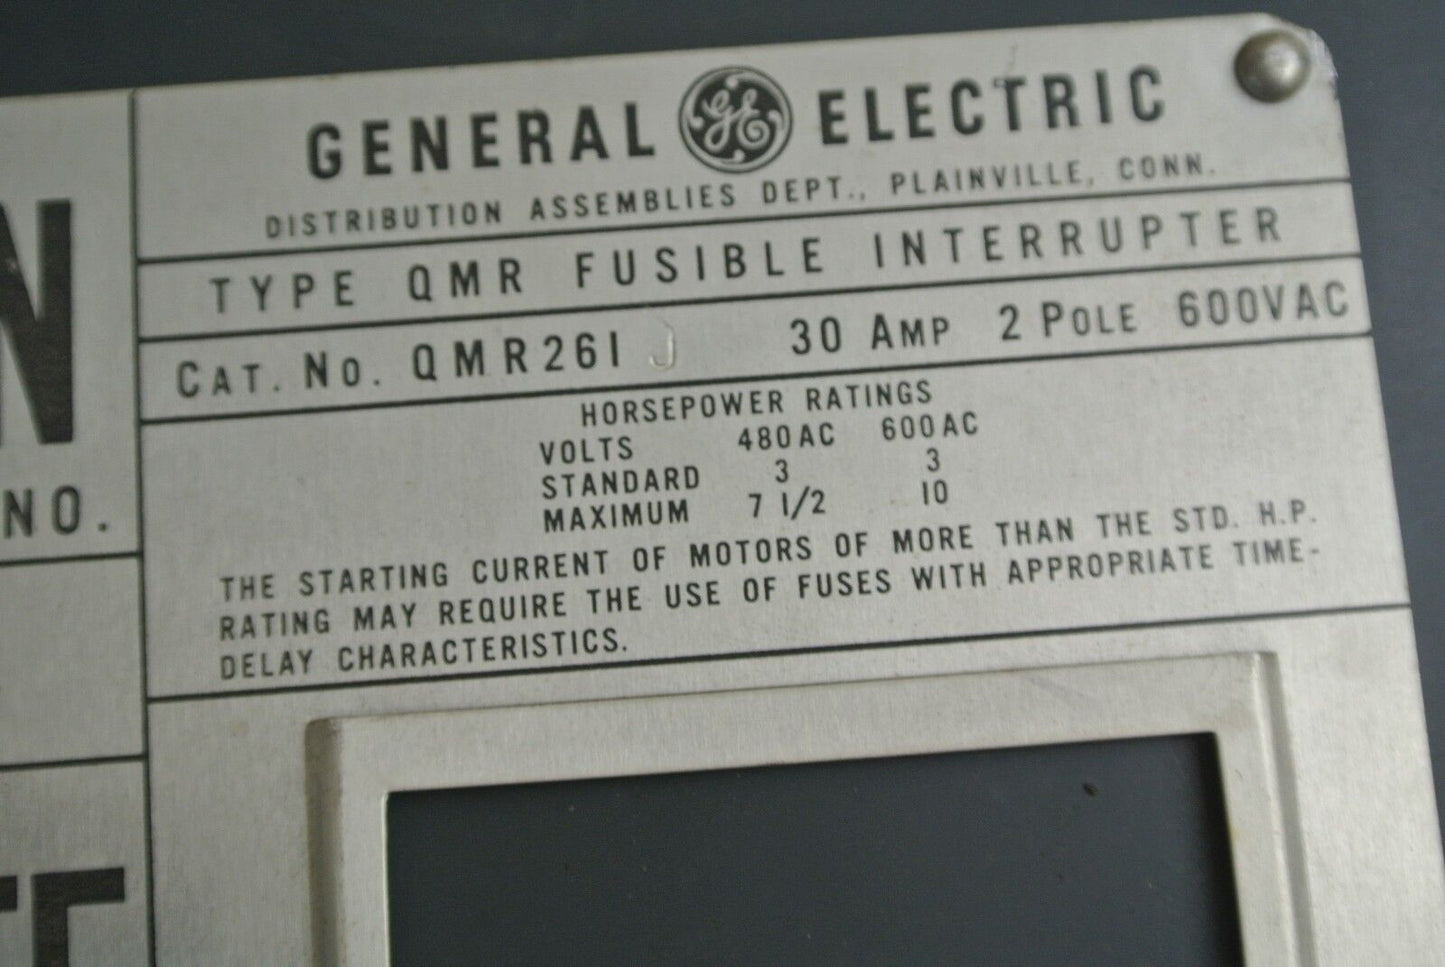 GENERAL GE ELECTRIC
DISTRIBUTION ASSEMBLIES DEPT., PLAINVILLE, CONN.
TYPE QMR FUSIBLE INTERRUPTER
CAT. NO. QMR261 J 30 AMP 2 POLE 600VAC
HORSEPOWER RATINGS
VOLTS 480AC 600AC
STANDARD 3 3
MAXIMUM 7 1/2 10
THE STARTING CURRENT OF MOTORS OF MORE THAN THE STD. H.P.
RATING MAY REQUIRE THE USE OF FUSES WITH APPROPRIATE TIME-
DELAY CHARACTERISTICS.
N
NO.